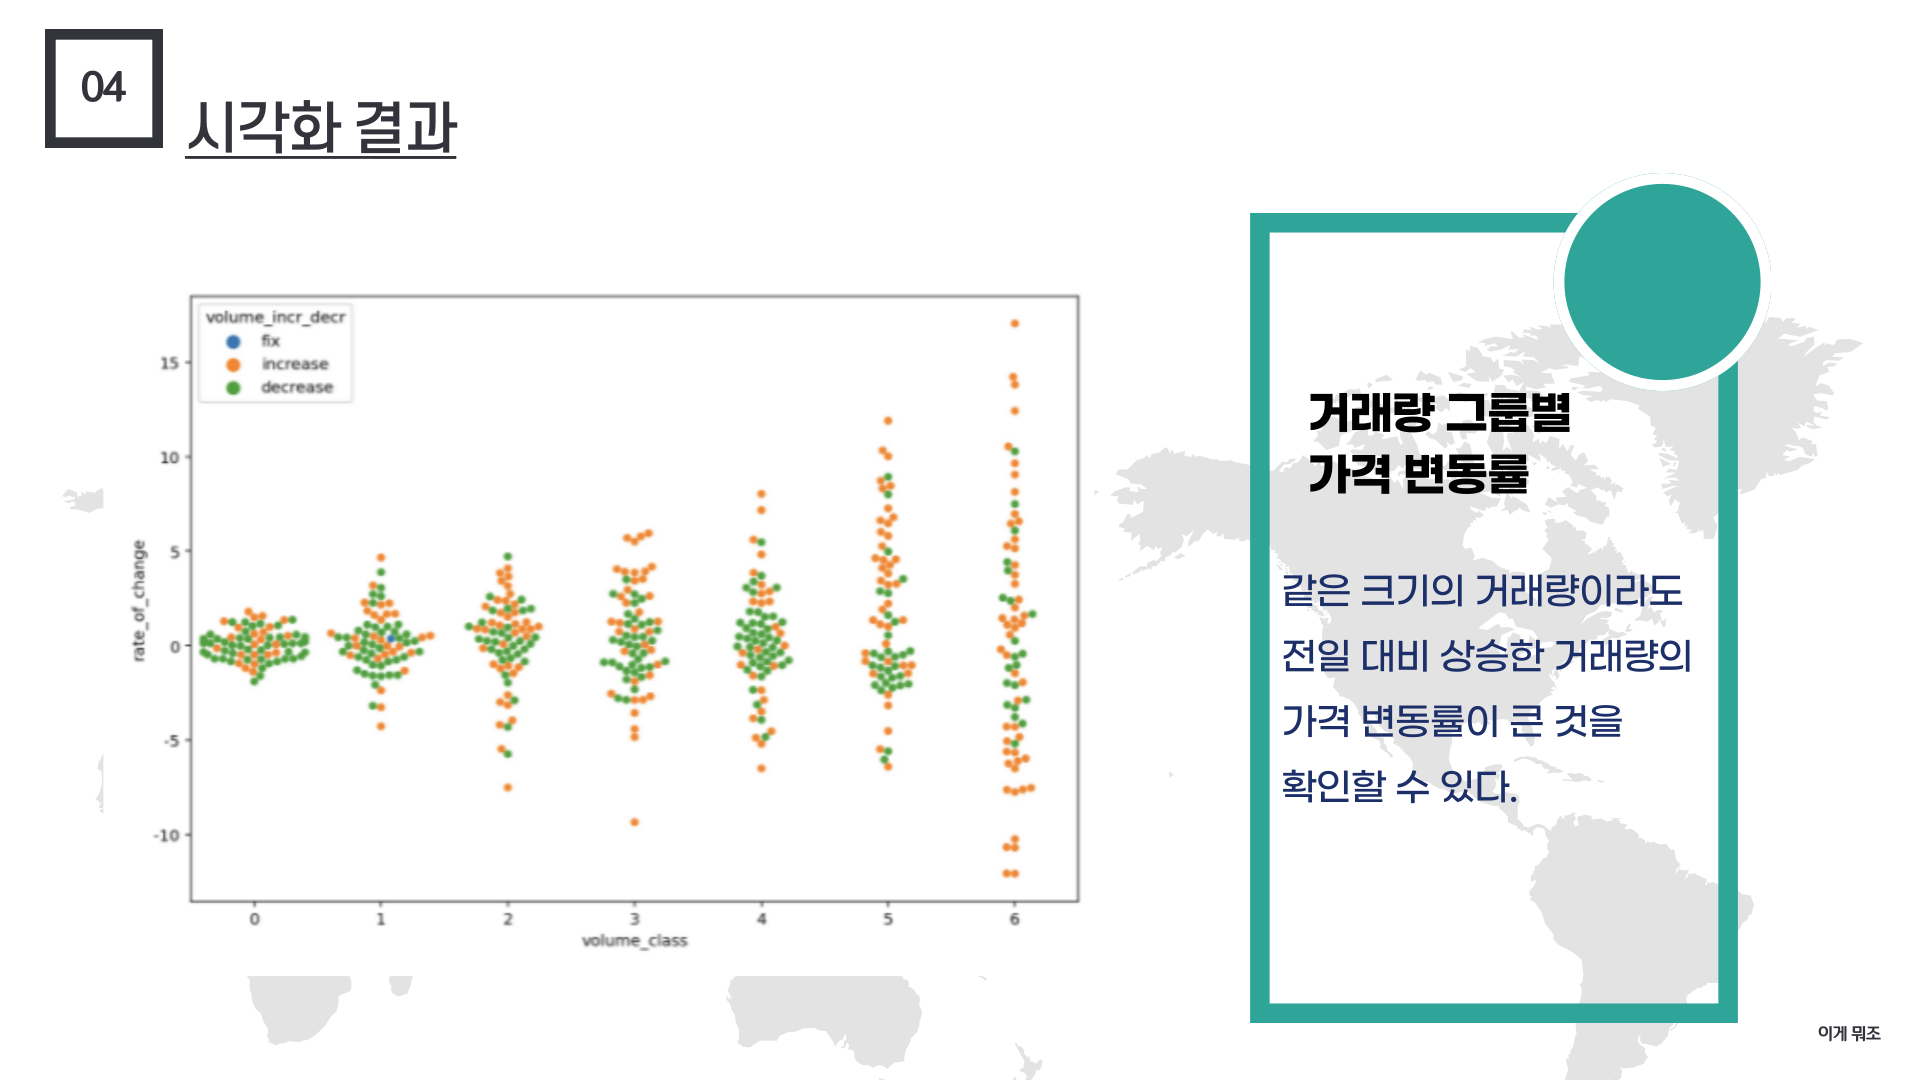 04
시각화 결과
volume_incr_decr
fix
increase
decrease
15
10
5
0
-5
-10
rate_of_change
0 1 2 3 4 5 6
volume_class
거래량 그룹별
가격 변동률
같은 크기의 거래량이라도
전일 대비 상승한 거래량의
가격 변동률이 큰 것을
확인할 수 있다.
이게 뭐조